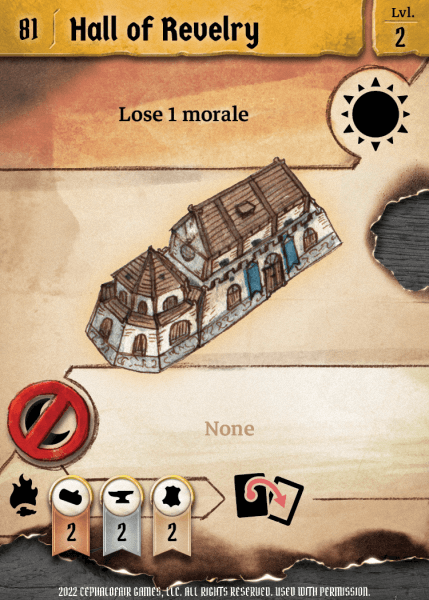 81 Hall of Revelry
Lvl.
2
Lose 1 morale
None
2 2 2
2022 CEPHALOFAIR GAMES, LLC. ALL RIGHTS RESERVED. USED WITH PERMISSION.